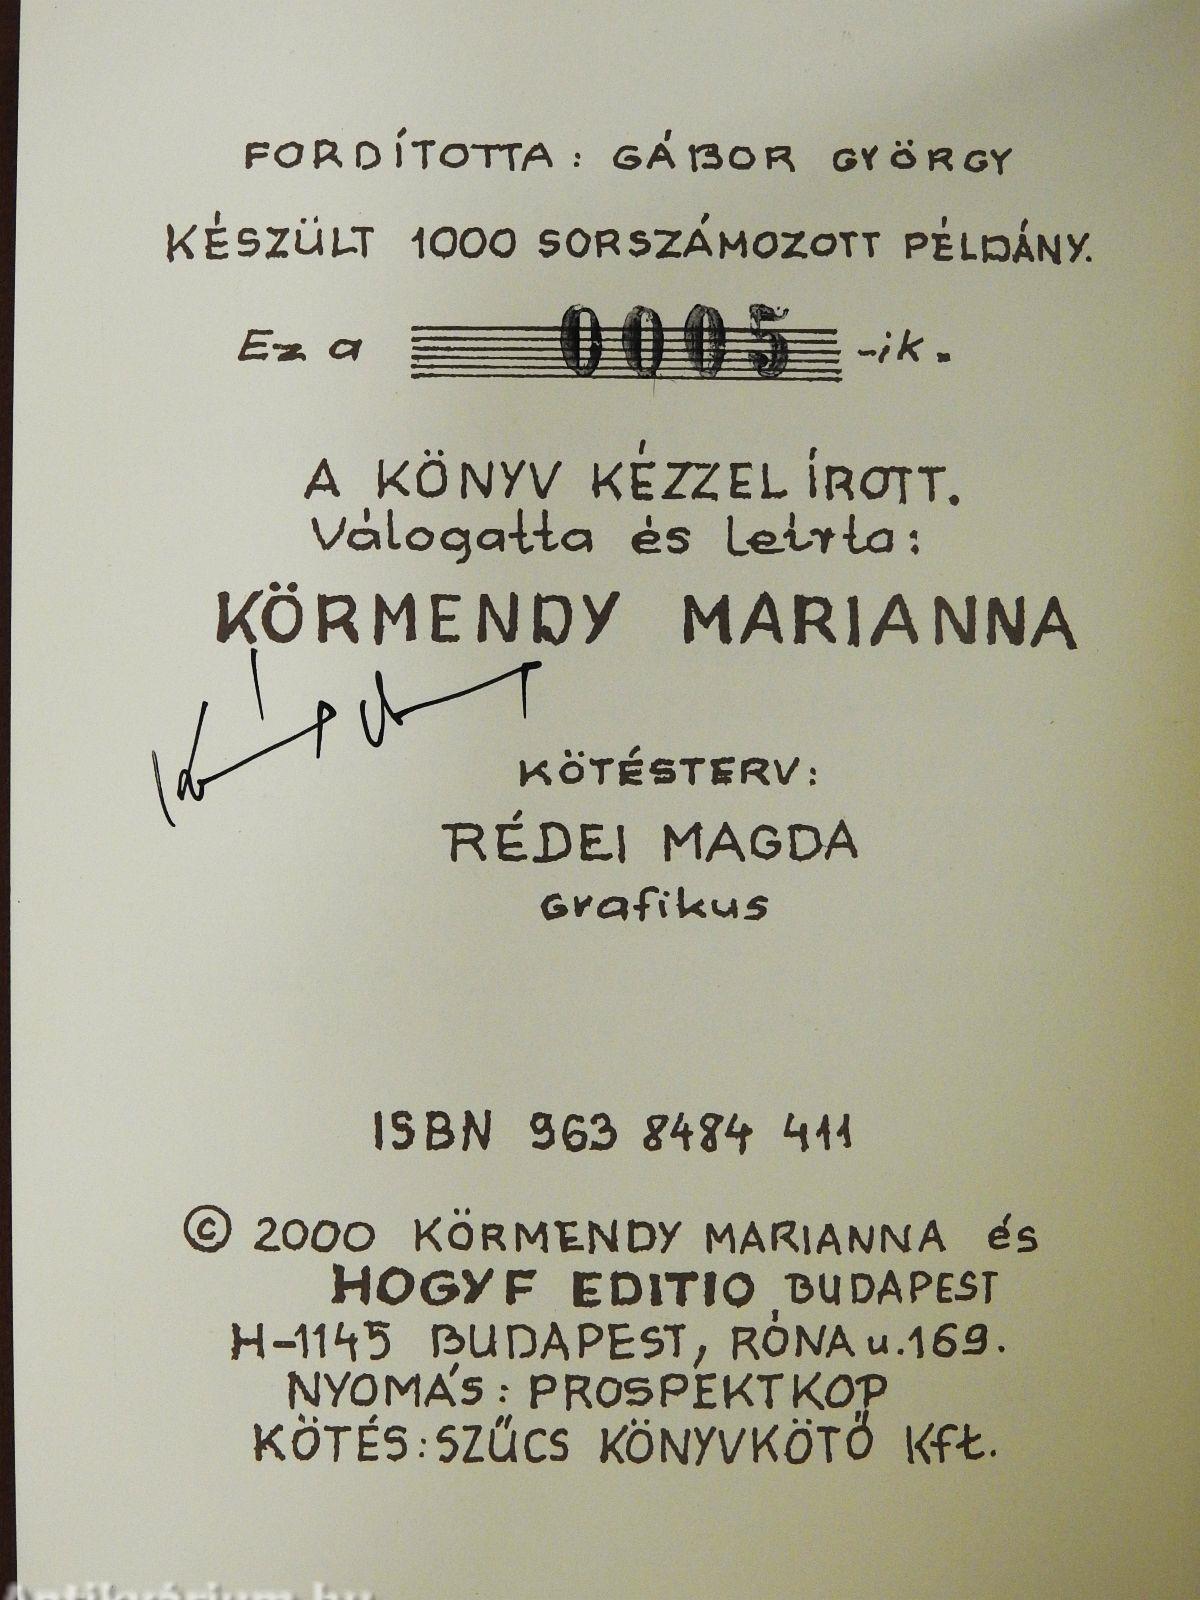 FORDÍTOTTA: GÁBOR GYÖRGY
KÉSZÜLT 1000 SORSZÁMOZOTT PÉLDÁNY.
Ez a 0005 -ik.
A KÖNYV KÉZZEL ÍROTT.
Válogatta és leírta:
KÖRMENDY MARIANNA
KÖTÉSTERV:
RÉDEI MAGDA
Grafikus
ISBN 963 8484 411
© 2000 KÖRMENDY MARIANNA és
HOGYF EDITIO, BUDAPEST
H-1145 BUDAPEST, RÓNA u. 169.
NYOMÁS: PROSPEKTKOP
KÖTÉS: SZŰCS KÖNYVKÖTŐ Kft.
Antikvárium.hu